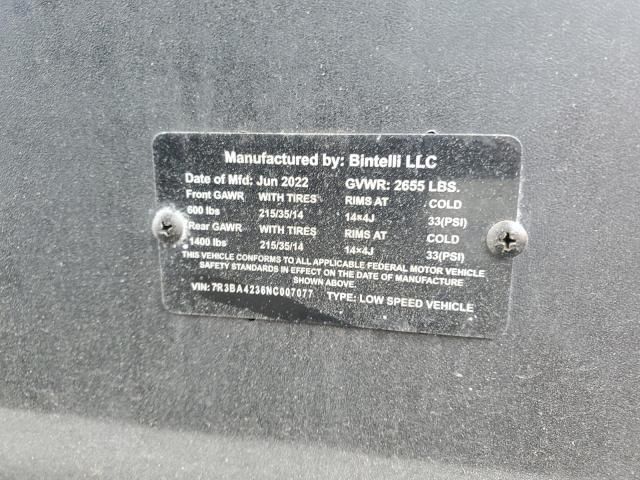 Manufactured by: Bintelli LLC
Date of Mfd: Jun 2022 GVWR: 2655 LBS.
Front GAWR WITH TIRES RIMS AT COLD
600 lbs 215/35/14 14×4J 33(PSI)
Rear GAWR WITH TIRES RIMS AT COLD
1400 lbs 215/35/14 14×4J 33(PSI)
THIS VEHICLE CONFORMS TO ALL APPLICABLE FEDERAL MOTOR VEHICLE
SAFETY STANDARDS IN EFFECT ON THE DATE OF MANUFACTURE
SHOWN ABOVE.
VIN: 7R3BA4236NC007077 TYPE: LOW SPEED VEHICLE